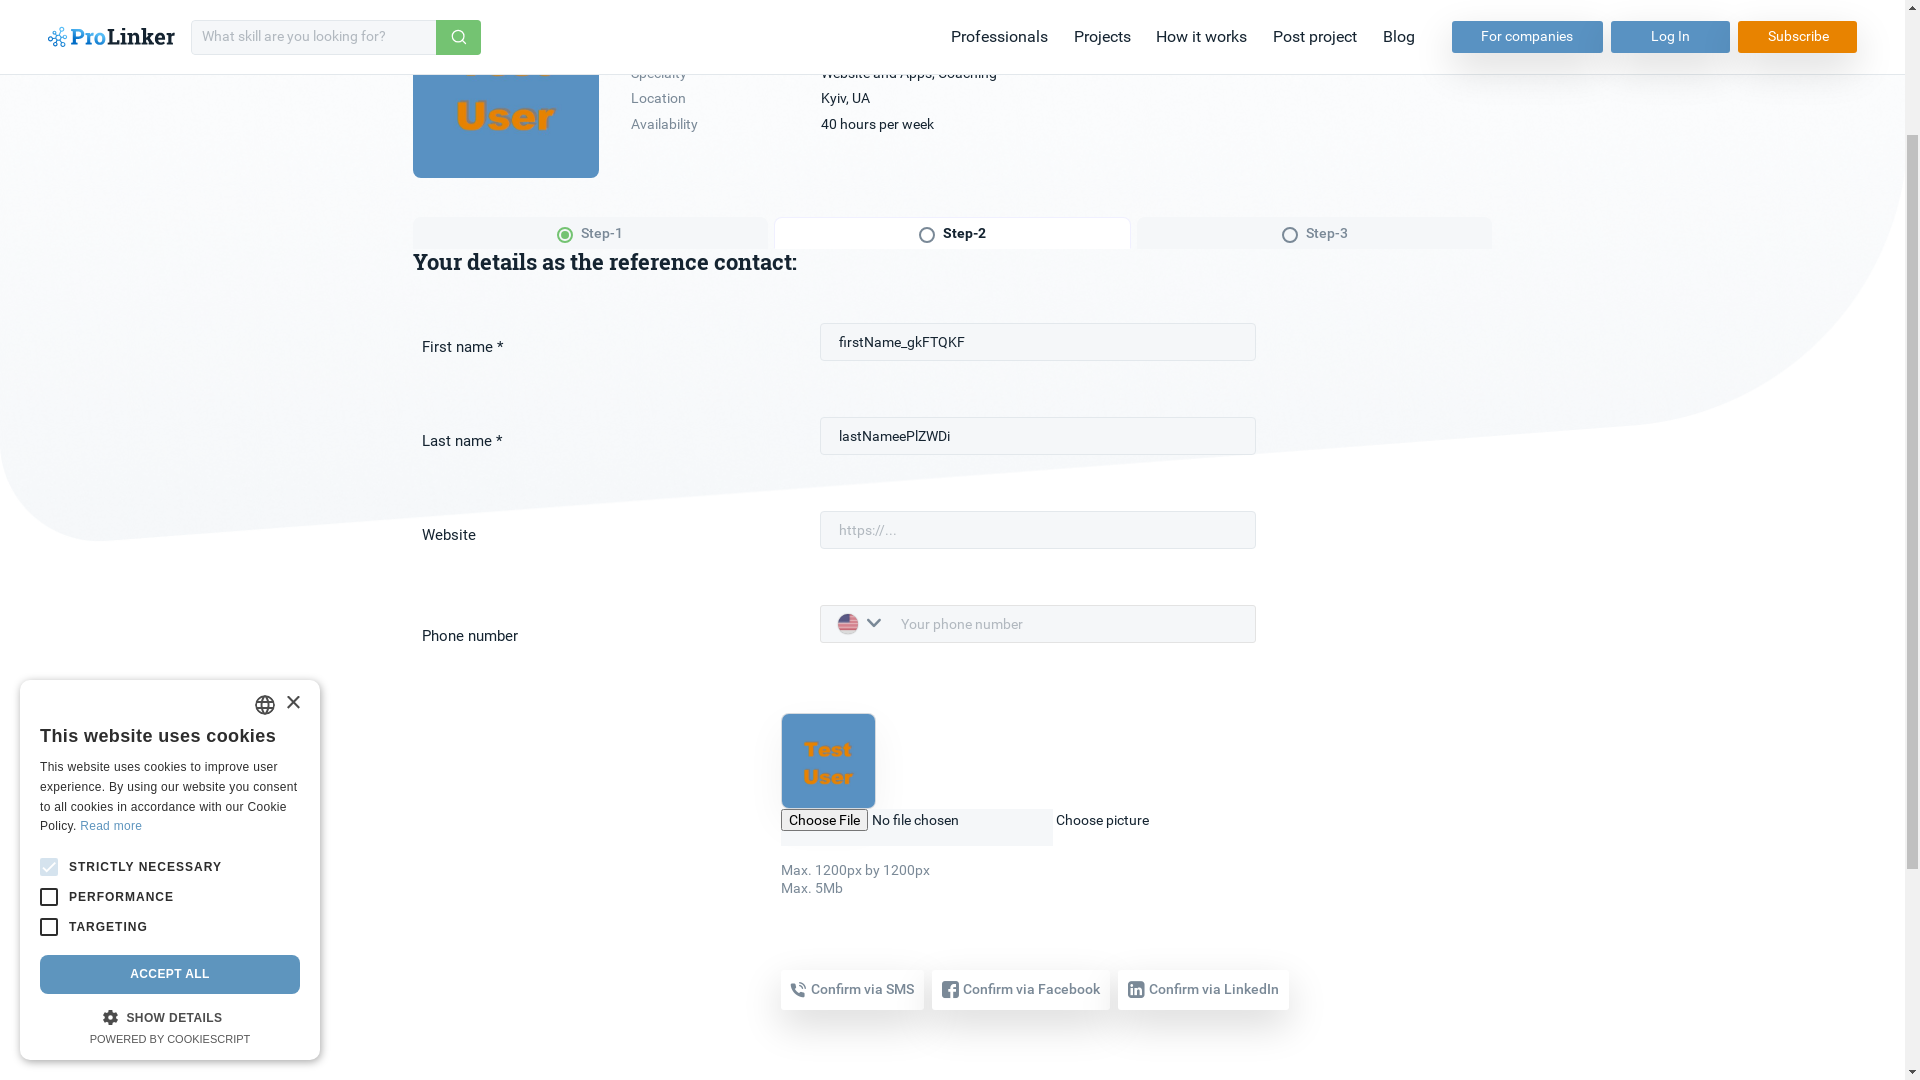 ProLinker
What skill are you looking for?
Professionals
Projects
How it works
Post project
Blog
For companies
Log In
Subscribe
User
Specialty
Website and Apps, Coaching
Location
Kyiv, UA
Availability
40 hours per week
Step-1
Step-2
Step-3
Your details as the reference contact:
First name *
firstName_gkFTQKF
Last name *
lastNameePlZWDi
Website
https://...
Phone number
Your phone number
Test
User
Choose File No file chosen
Choose picture
Max. 1200px by 1200px
Max. 5Mb
Confirm via SMS
Confirm via Facebook
Confirm via LinkedIn
×
This website uses cookies
This website uses cookies to improve user
experience. By using our website you consent
to all cookies in accordance with our Cookie
Policy. Read more
STRICTLY NECESSARY
PERFORMANCE
TARGETING
ACCEPT ALL
SHOW DETAILS
POWERED BY COOKIESCRIPT